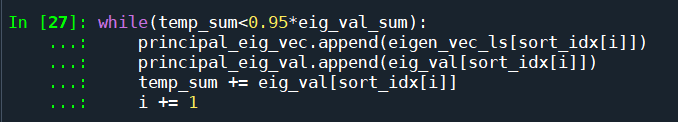 In [27]: while(temp_sum<0.95*eig_val_sum):
    ...:     principal_eig_vec.append(eigen_vec_ls[sort_idx[i]])
    ...:     principal_eig_val.append(eig_val[sort_idx[i]])
    ...:     temp_sum += eig_val[sort_idx[i]]
    ...:     i += 1